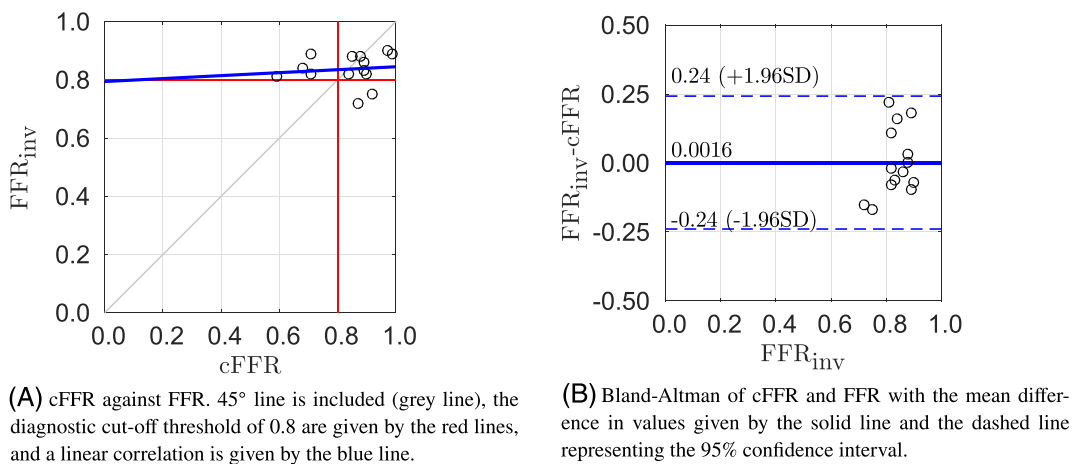 1.0
0.8
0.6
0.4
0.2
0.0
FFRinv
0.0 0.2 0.4 0.6 0.8 1.0
cFFR
(A) cFFR against FFR. 45° line is included (grey line), the
diagnostic cut-off threshold of 0.8 are given by the red lines,
and a linear correlation is given by the blue line.
0.50
0.25
0.00
-0.25
-0.50
FFRinv-cFFR
0.24 (+1.96SD)
0.0016
-0.24 (-1.96SD)
0.0 0.2 0.4 0.6 0.8 1.0
FFRinv
(B) Bland-Altman of cFFR and FFR with the mean differ-
ence in values given by the solid line and the dashed line
representing the 95% confidence interval.